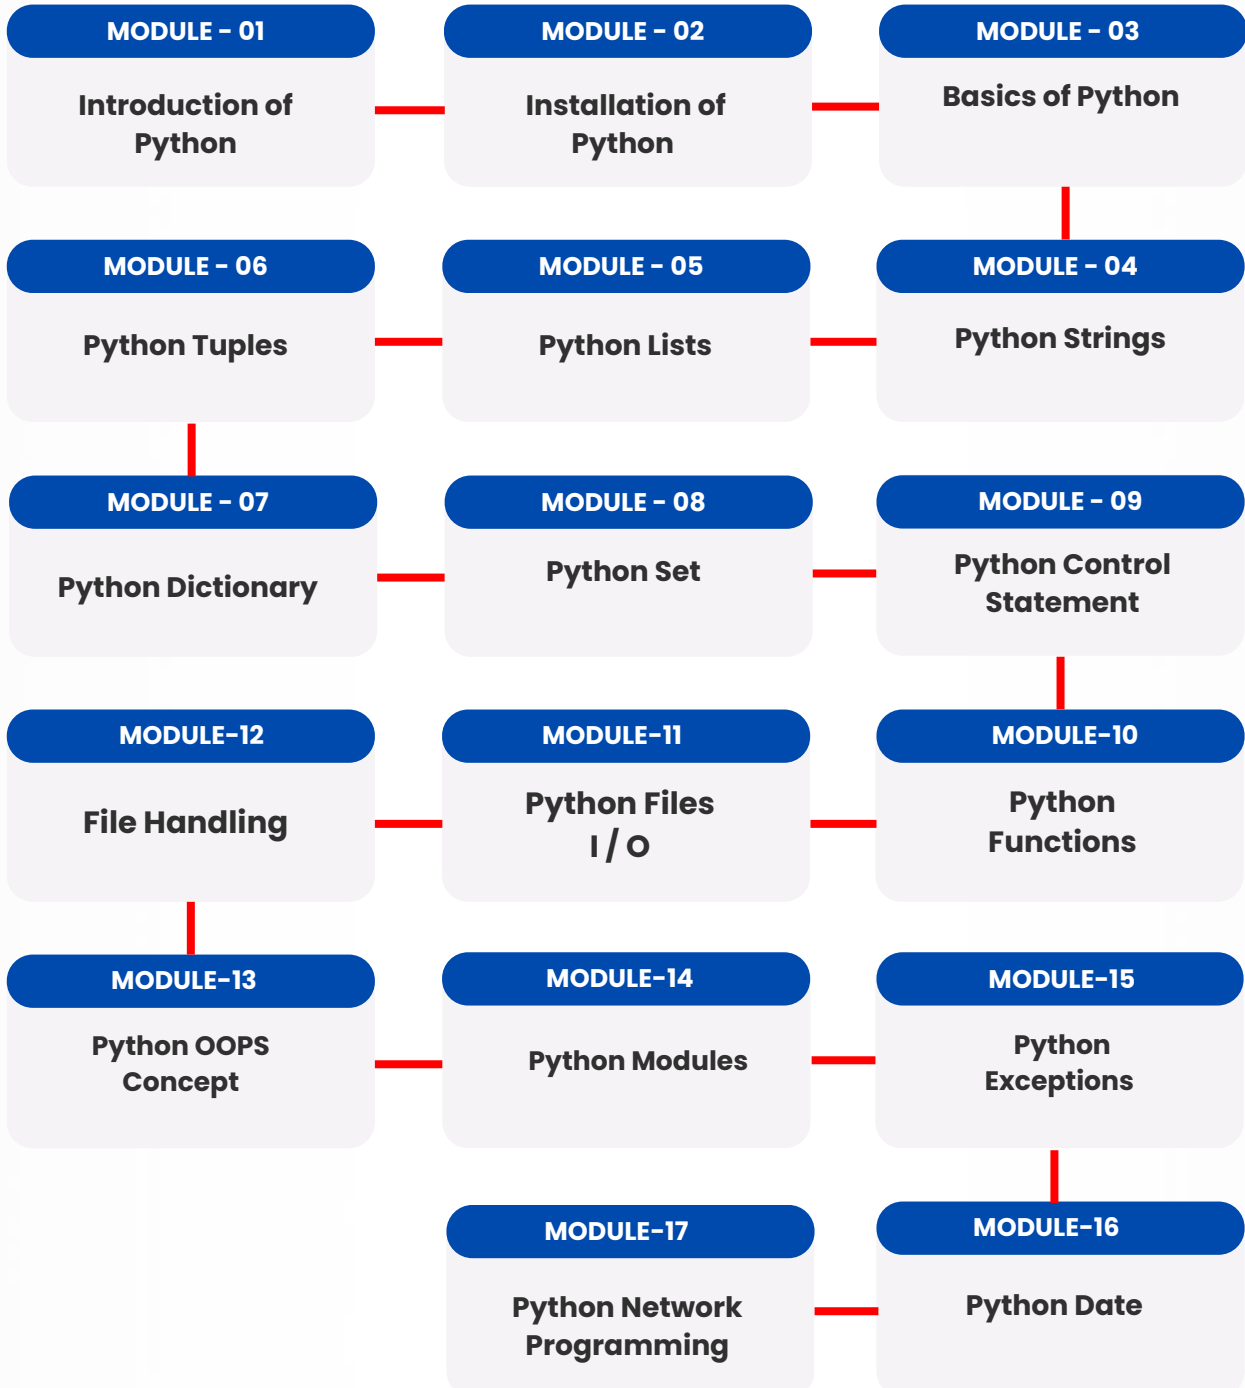 MODULE - 01
Introduction of
Python
MODULE - 02
Installation of
Python
MODULE - 03
Basics of Python
MODULE - 04
Python Strings
MODULE - 05
Python Lists
MODULE - 06
Python Tuples
MODULE - 07
Python Dictionary
MODULE - 08
Python Set
MODULE - 09
Python Control
Statement
MODULE-10
Python
Functions
MODULE-11
Python Files
I / O
MODULE-12
File Handling
MODULE-13
Python OOPS
Concept
MODULE-14
Python Modules
MODULE-15
Python
Exceptions
MODULE-16
Python Date
MODULE-17
Python Network
Programming